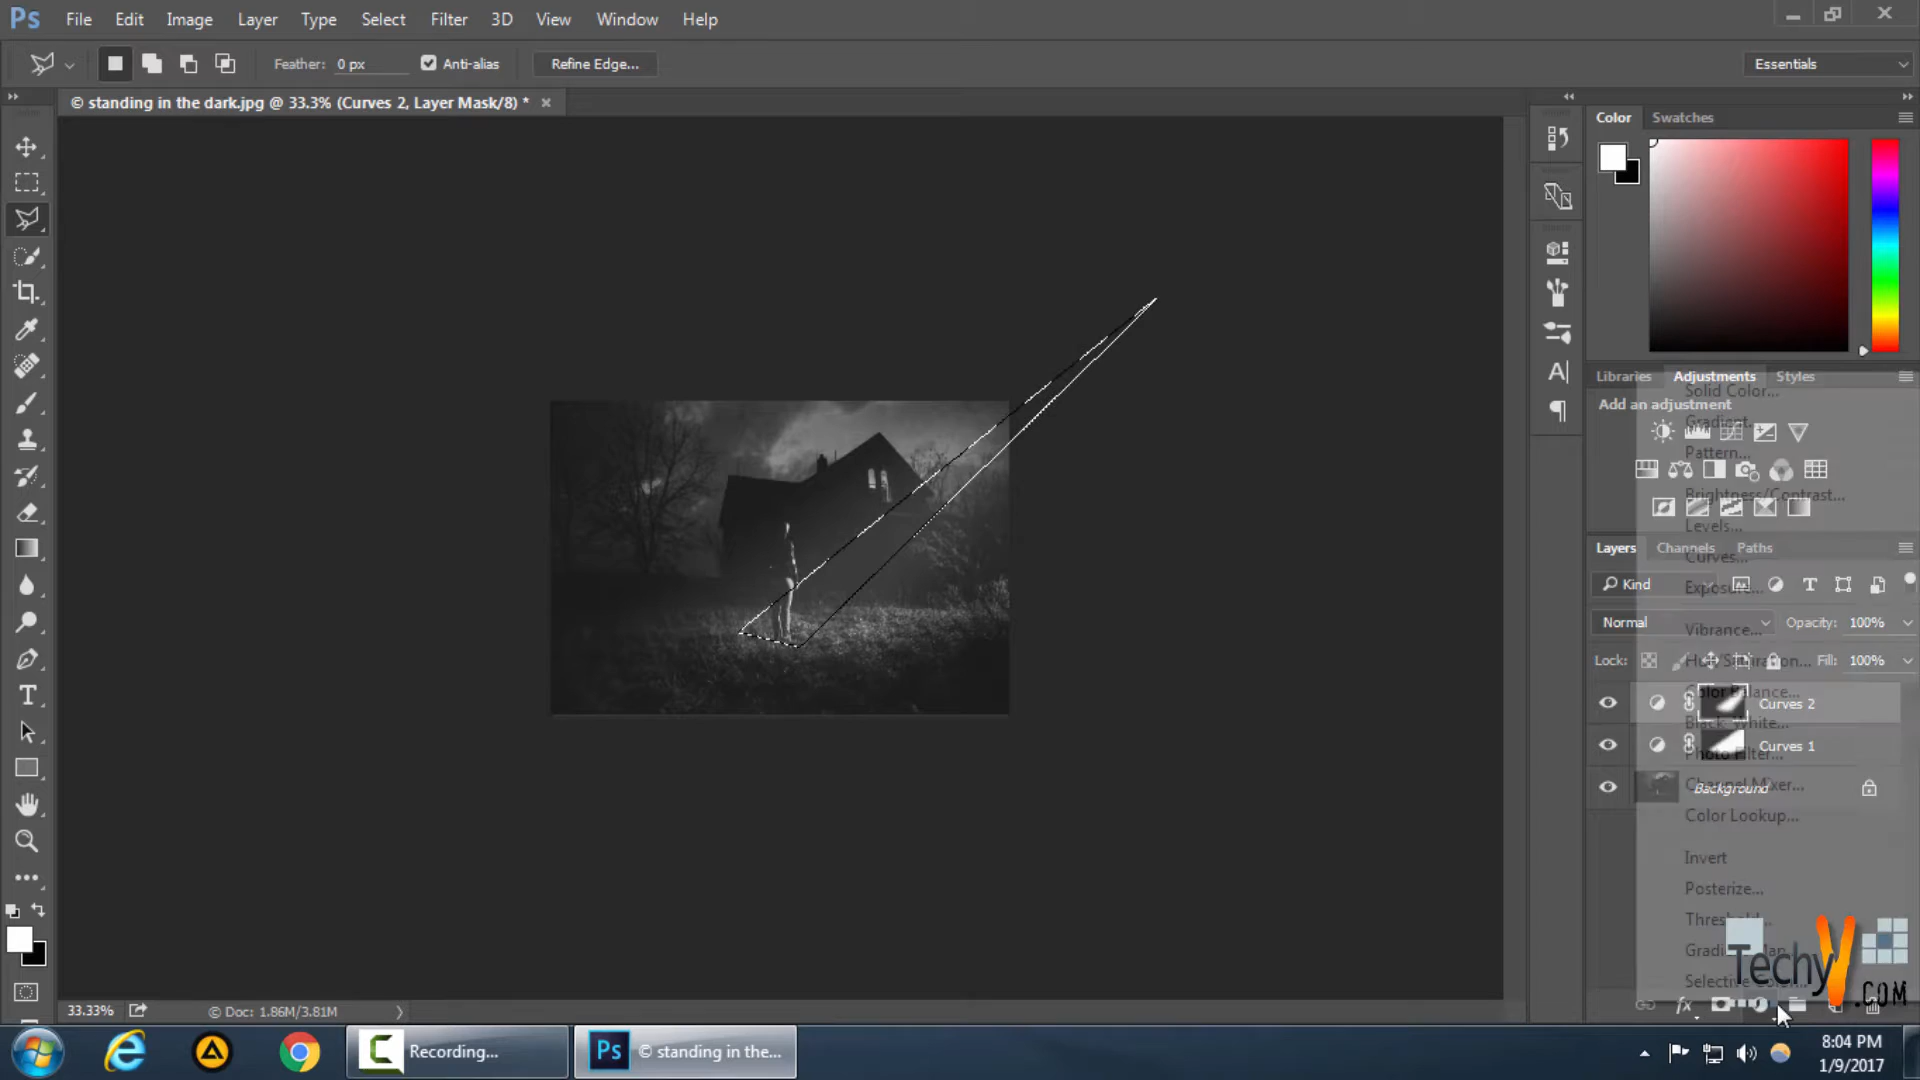 Ps File Edit Image Layer Type Select Filter 3D View Window Help
Feather: 0 px Anti-alias Refine Edge... Essentials
© standing in the dark.jpg @ 33.3% (Curves 2, Layer Mask/8) * ×
Color Swatches
Libraries Adjustments Styles
Solid Color...
Add an adjustment
Gradient...
Pattern...
Brightness/Contrast...
Levels...
Layers Channels Paths
Curves...
Kind
Exposure...
Normal Opacity: 100%
Vibrance...
Lock: Fill: 100%
Hue/Saturation...
Color Balance...
Curves 2
Black & White...
Curves 1
Photo Filter...
Channel Mixer...
Background
Color Lookup...
Invert
Posterize...
Threshold...
Gradient Map...
Selective Color...
TechyV.COM
fx
33.33% © Doc: 1.86M/3.81M
Recording...
Ps © standing in the...
8:04 PM
1/9/2017